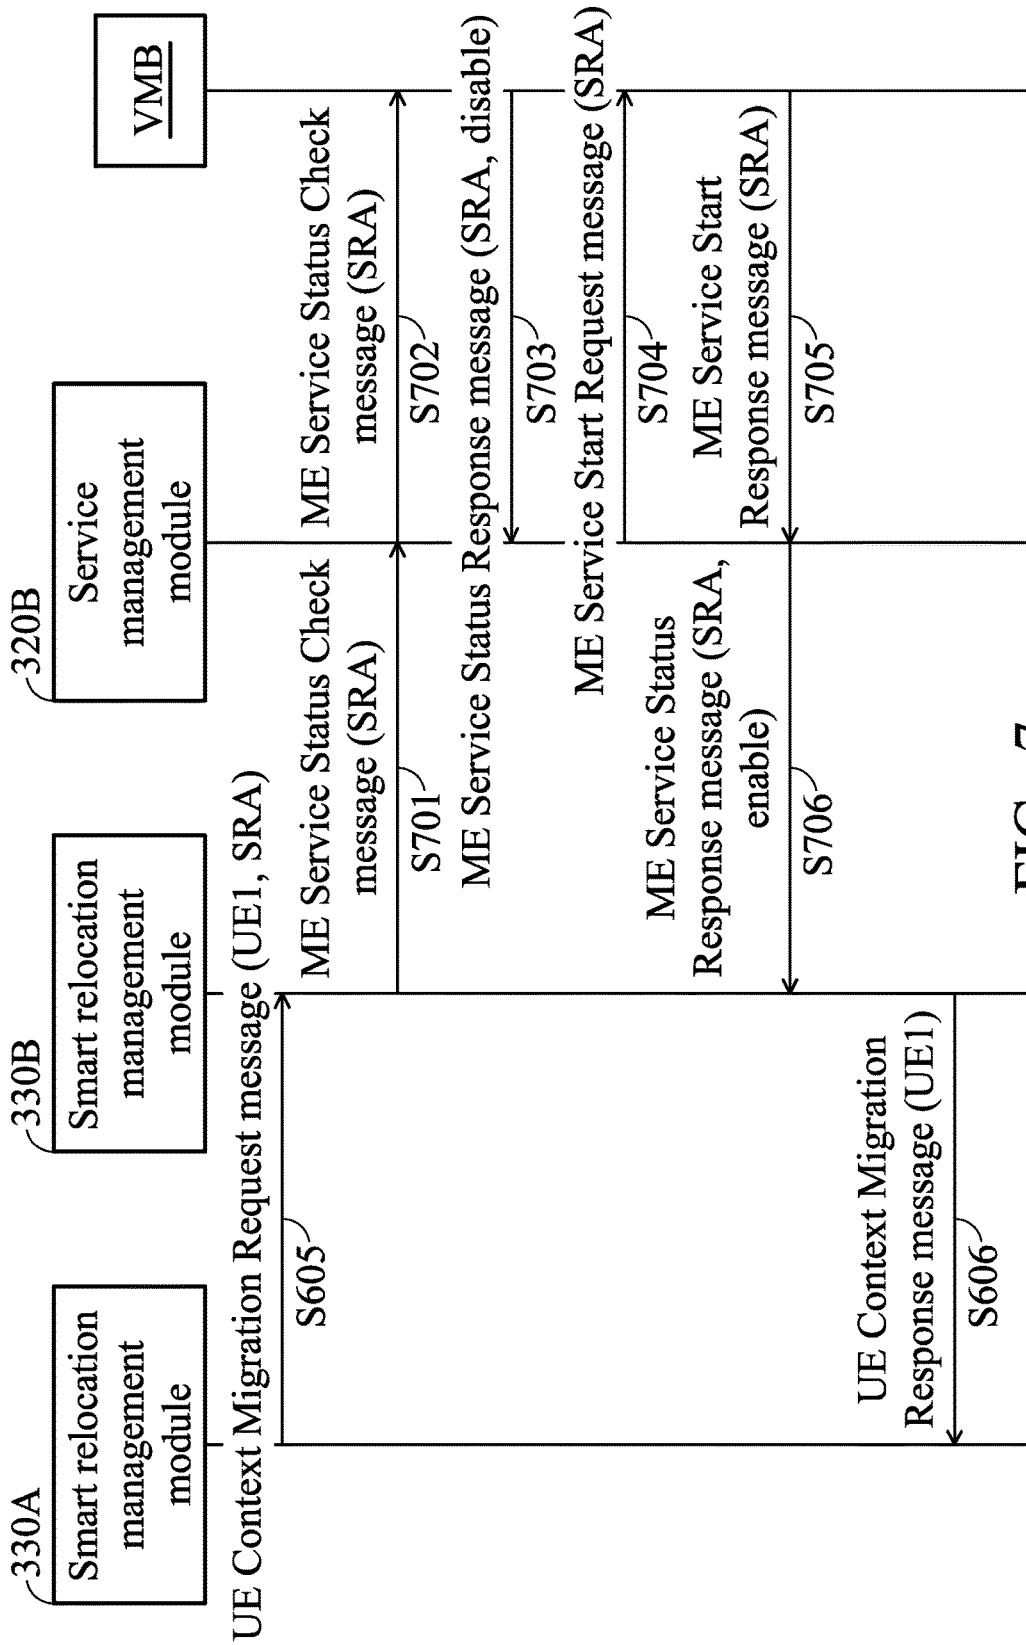 330A
Smart relocation
management
module
330B
Smart relocation
management
module
320B
Service
management
module
VMB
UE Context Migration Request message (UE1, SRA)
S605
ME Service Status Check
message (SRA)
S701
ME Service Status Check
message (SRA)
S702
ME Service Status Response message (SRA, disable)
S703
ME Service Start Request message (SRA)
S704
ME Service Start
Response message (SRA)
S705
ME Service Status
Response message (SRA,
enable)
S706
UE Context Migration
Response message (UE1)
S606